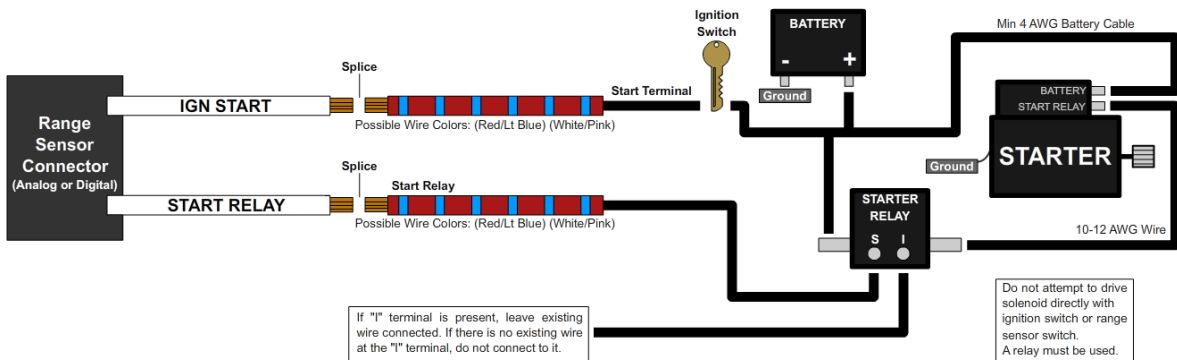 Range
Sensor
Connector
(Analog or Digital)
IGN START
Splice
Possible Wire Colors: (Red/Lt Blue) (White/Pink)
Start Terminal
Ignition
Switch
BATTERY
- +
Ground
Min 4 AWG Battery Cable
BATTERY
START RELAY
STARTER
Ground
START RELAY
Splice
Start Relay
Possible Wire Colors: (Red/Lt Blue) (White/Pink)
STARTER
RELAY
S I
10-12 AWG Wire
If "I" terminal is present, leave existing
wire connected. If there is no existing wire
at the "I" terminal, do not connect to it.
Do not attempt to drive
solenoid directly with
ignition switch or range
sensor switch.
A relay must be used.